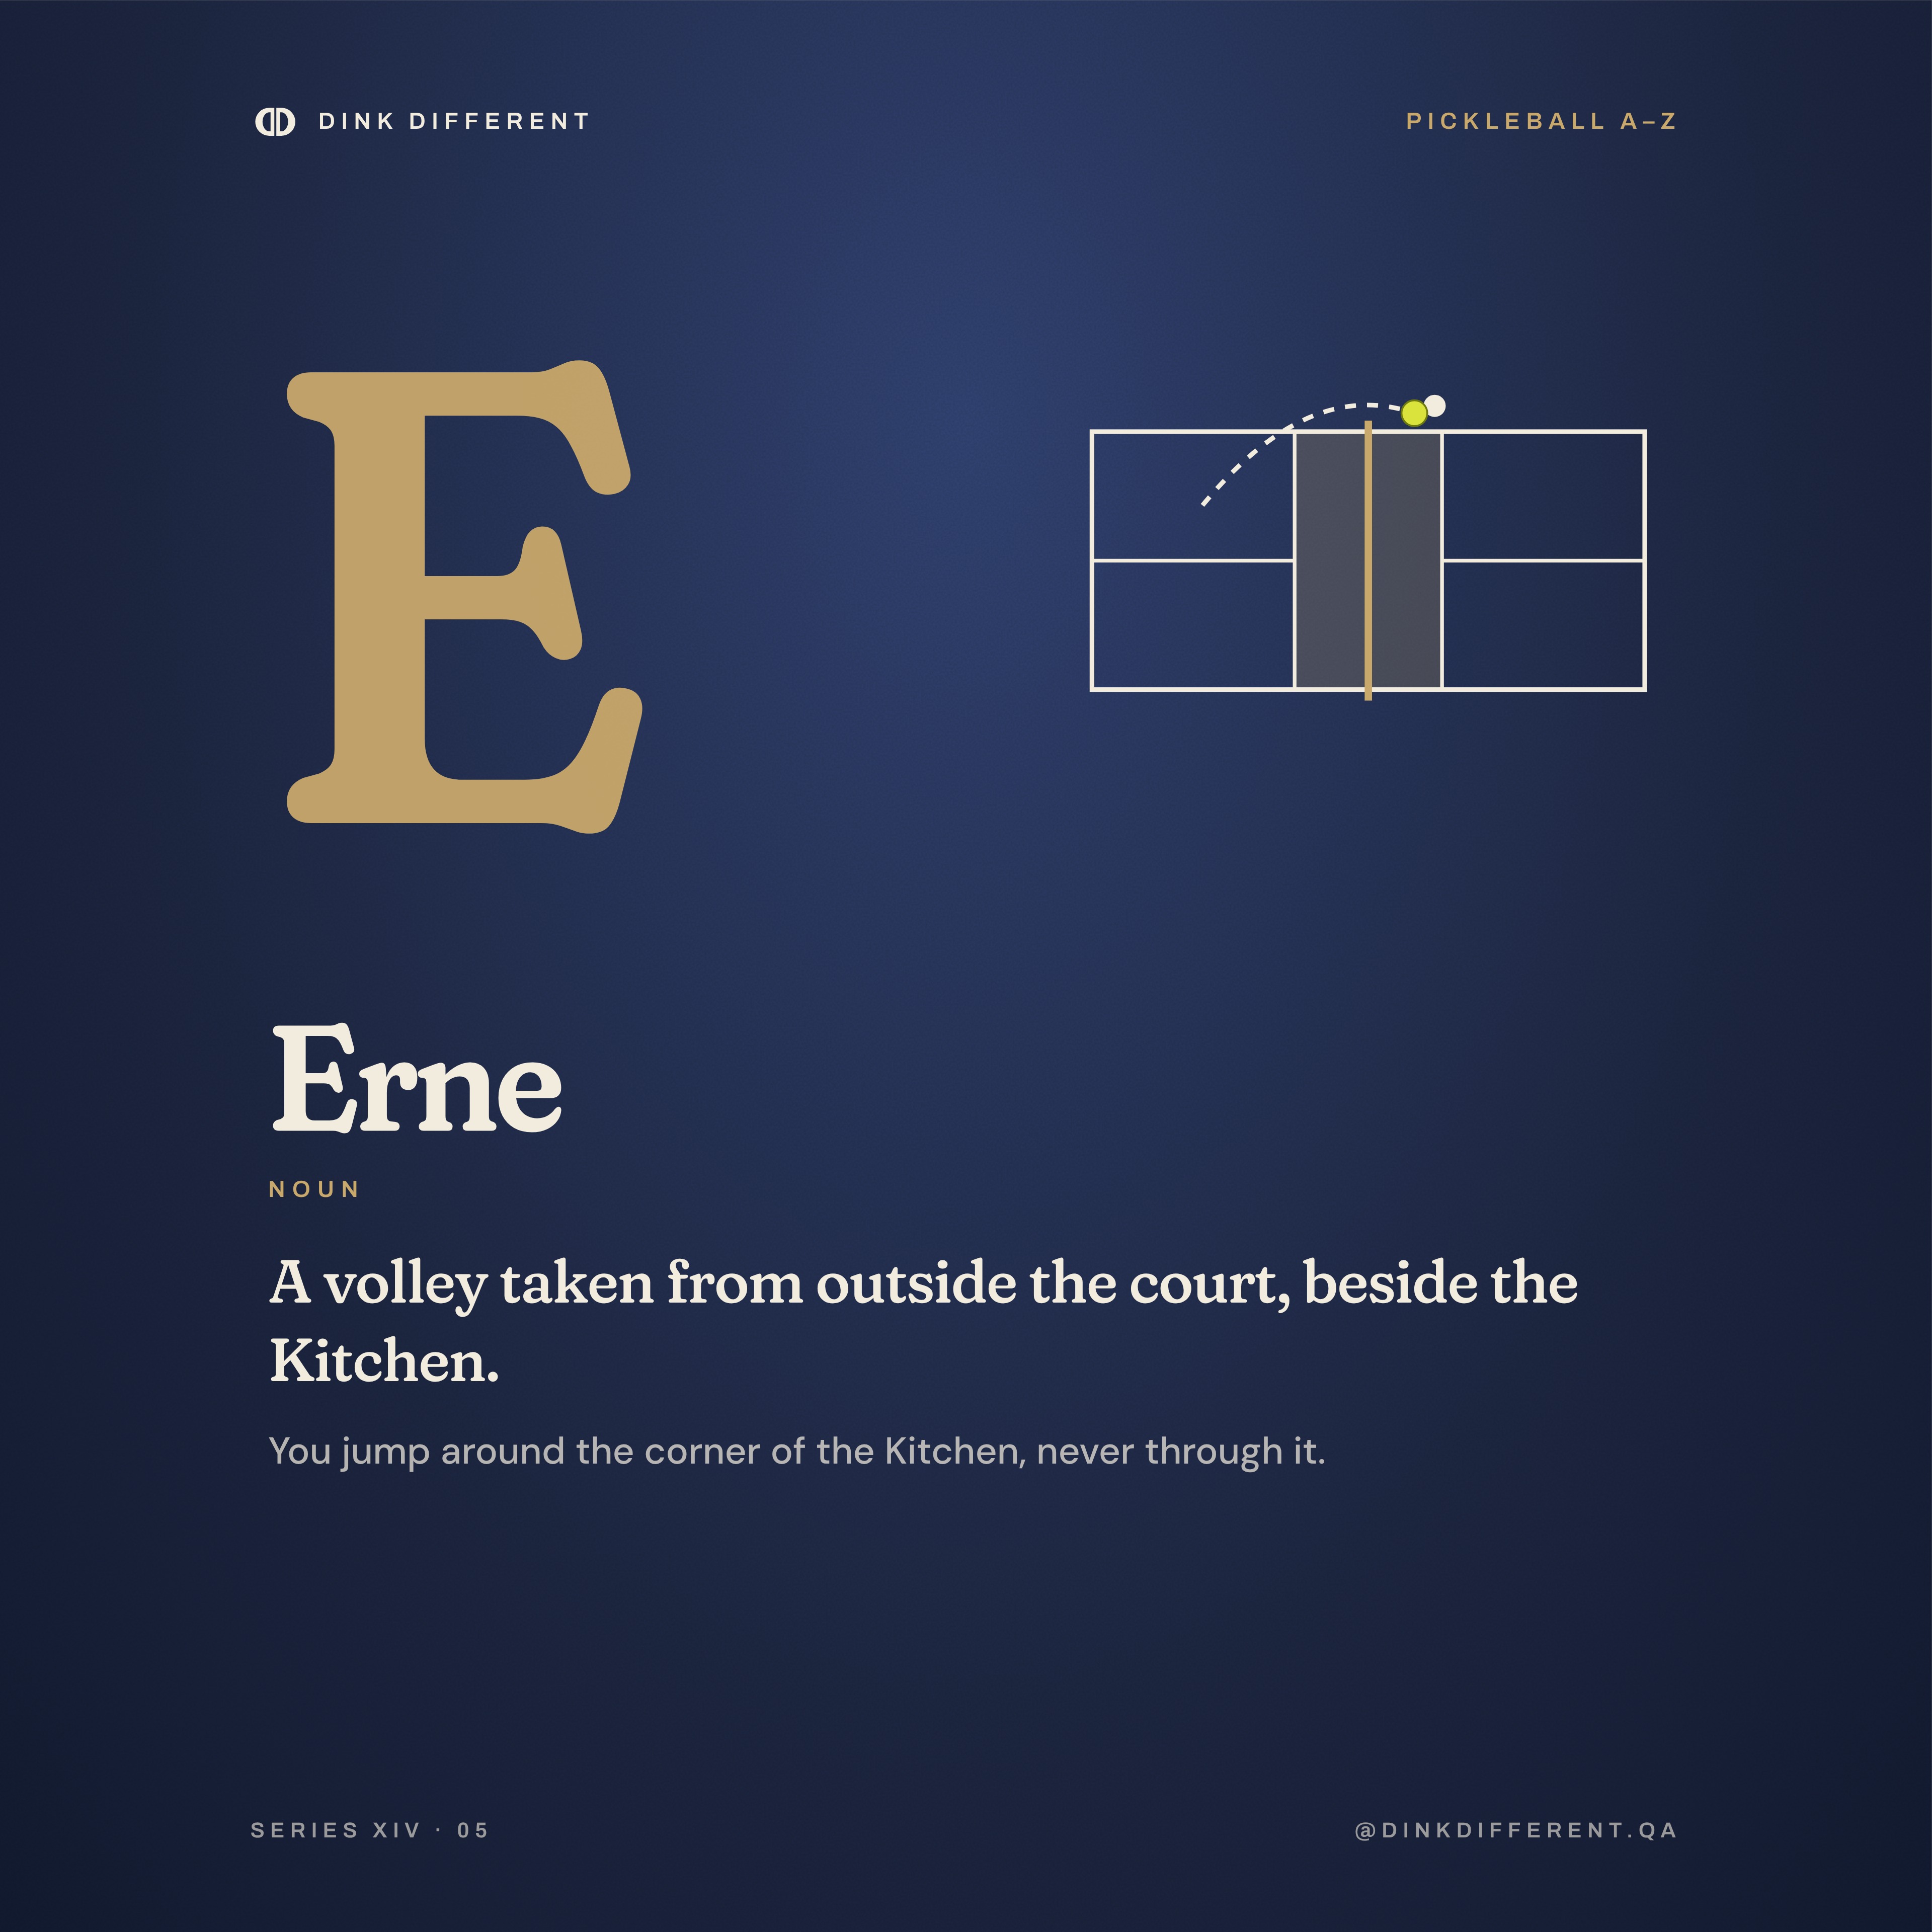 DINK DIFFERENT
PICKLEBALL A–Z
E
Erne
NOUN
A volley taken from outside the court, beside the
Kitchen.
You jump around the corner of the Kitchen, never through it.
SERIES XIV · 05
@DINKDIFFERENT.QA